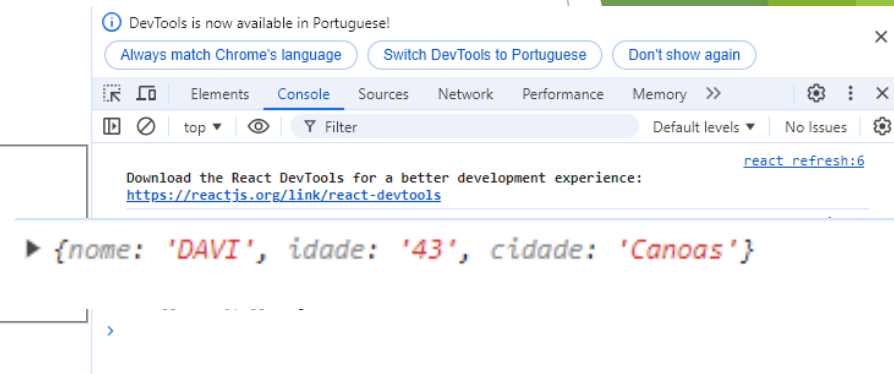 DevTools is now available in Portuguese!
Always match Chrome's language Switch DevTools to Portuguese Don't show again
Elements Console Sources Network Performance Memory
top Filter Default levels No Issues
react refresh:6
Download the React DevTools for a better development experience:
https://reactjs.org/link/react-devtools
{nome: 'DAVI', idade: '43', cidade: 'Canoas'}